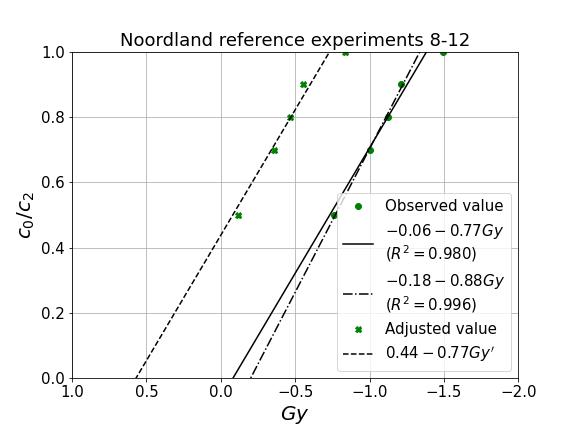 Noordland reference experiments 8-12
1.0
0.8
0.6
0.4
0.2
0.0
c₀/c₂
Observed value
−0.06 − 0.77Gy
(R² = 0.980)
−0.18 − 0.88Gy
(R² = 0.996)
Adjusted value
0.44 − 0.77Gy′
1.0 0.5 0.0 −0.5 −1.0 −1.5 −2.0
Gy